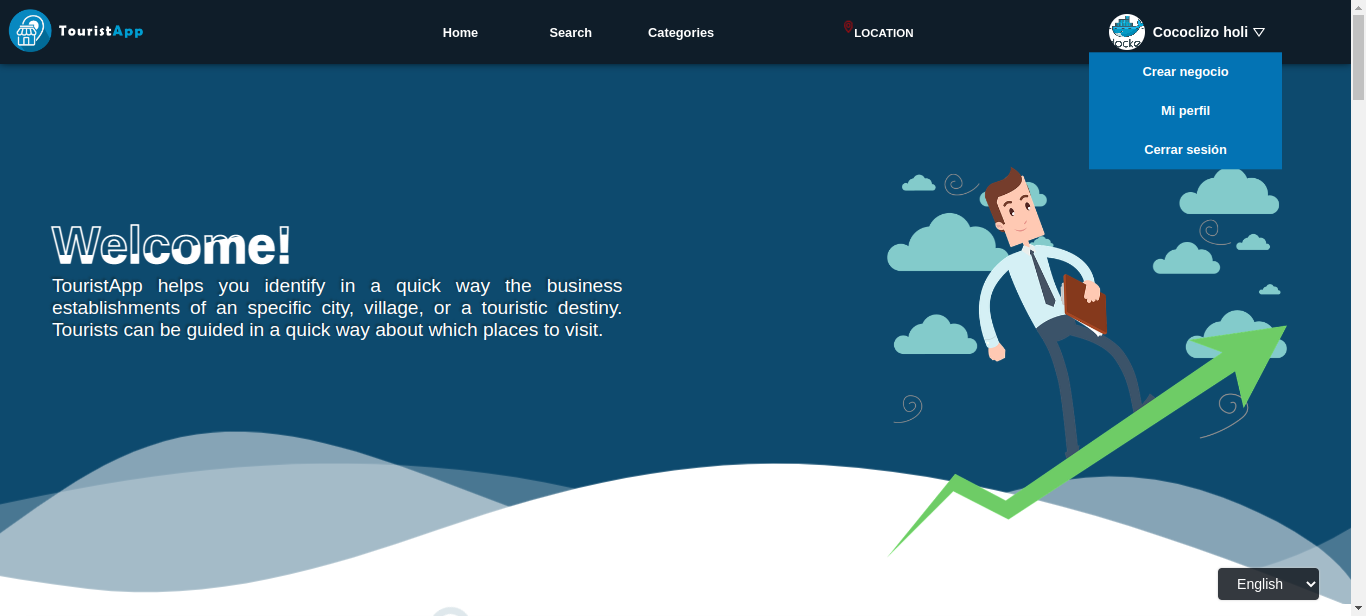 TouristApp
Home
Search
Categories
LOCATION
Cococlizo holi
Crear negocio
Mi perfil
Cerrar sesión
Welcome!
TouristApp helps you identify in a quick way the business
establishments of an specific city, village, or a touristic destiny.
Tourists can be guided in a quick way about which places to visit.
English